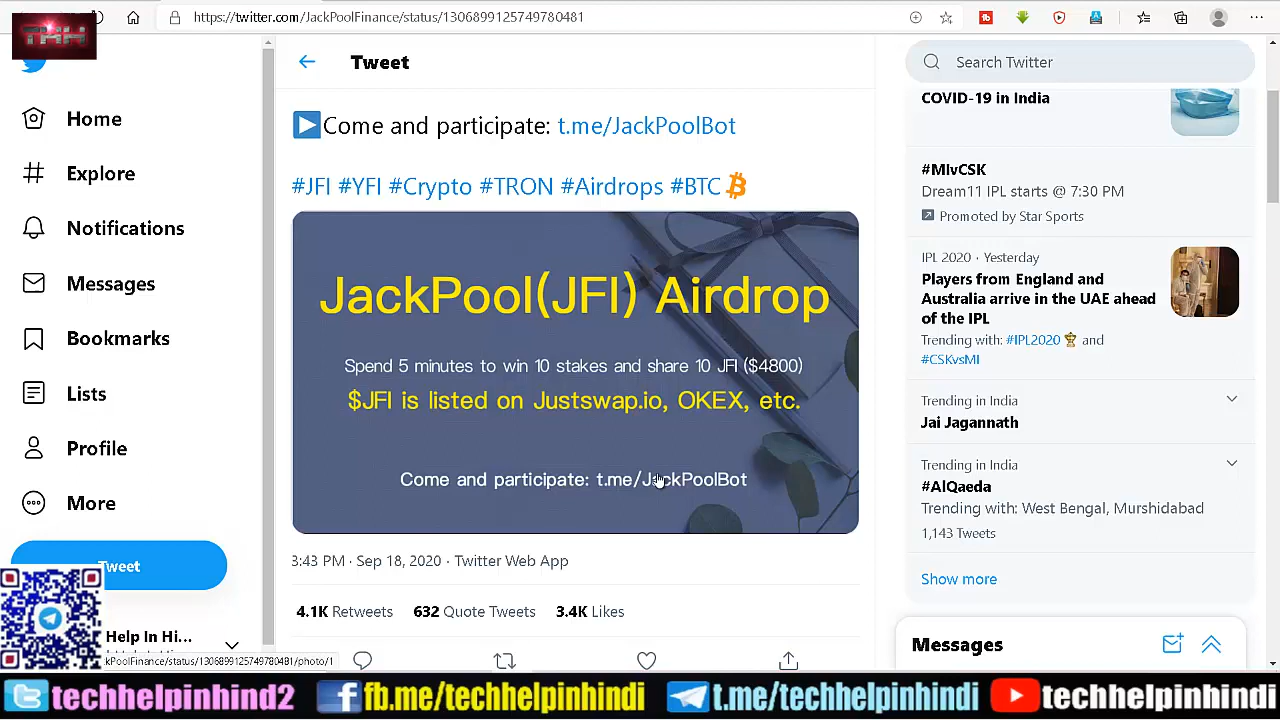 https://twitter.com/JackPoolFinance/status/1306899125749780481
THH
Home
Explore
Notifications
Messages
Bookmarks
Lists
Profile
More
Tweet
Help In Hi...
Tweet
Come and participate: t.me/JackPoolBot
#JFI #YFI #Crypto #TRON #Airdrops #BTC
JackPool(JFI) Airdrop
Spend 5 minutes to win 10 stakes and share 10 JFI ($4800)
$JFI is listed on Justswap.io, OKEX, etc.
Come and participate: t.me/JackPoolBot
3:43 PM · Sep 18, 2020 · Twitter Web App
4.1K Retweets 632 Quote Tweets 3.4K Likes
Search Twitter
COVID-19 in India
#MIvCSK
Dream11 IPL starts @ 7:30 PM
Promoted by Star Sports
IPL 2020 · Yesterday
Players from England and
Australia arrive in the UAE ahead
of the IPL
Trending with: #IPL2020 and
#CSKvsMI
Trending in India
Jai Jagannath
Trending in India
#AlQaeda
Trending with: West Bengal, Murshidabad
1,143 Tweets
Show more
Messages
ckPoolFinance/status/1306899125749780481/photo/1
techhelpinhind2 fb.me/techhelpinhindi t.me/techhelpinhindi techhelpinhindi